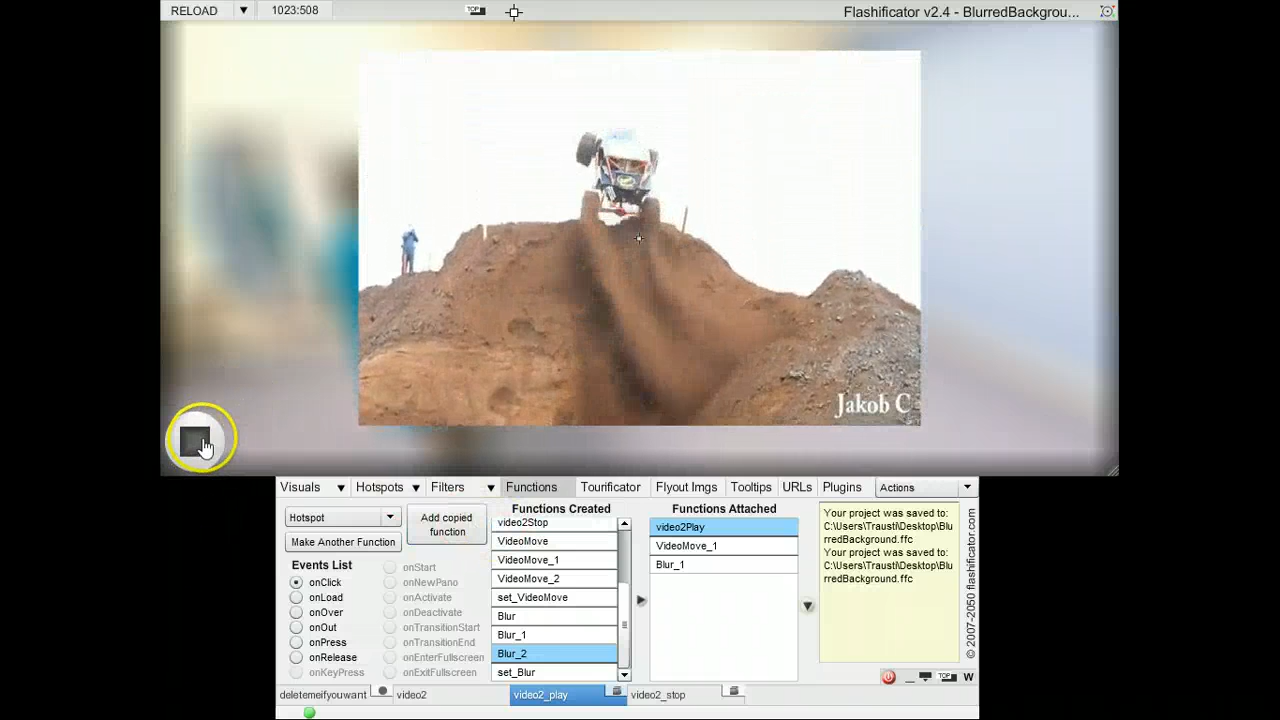 RELOAD 1023:508 TOP Flashificator v2.4 - BlurredBackgrou...
Jakob C
Visuals Hotspots Filters Functions Tourificator Flyout Imgs Tooltips URLs Plugins Actions
Hotspot
Make Another Function
Add copied
function
Events List
onClick
onLoad
onOver
onOut
onPress
onRelease
onKeyPress
onStart
onNewPano
onActivate
onDeactivate
onTransitionStart
onTransitionEnd
onEnterFullscreen
onExitFullscreen
Functions Created
video2Stop
VideoMove
VideoMove_1
VideoMove_2
set_VideoMove
Blur
Blur_1
Blur_2
set_Blur
Functions Attached
video2Play
VideoMove_1
Blur_1
Your project was saved to:
C:\Users\Trausti\Desktop\Blu
rredBackground.ffc
Your project was saved to:
C:\Users\Trausti\Desktop\Blu
rredBackground.ffc
© 2007-2050 flashificator.com
TOP W
deletemeifyouwant video2 video2_play video2_stop